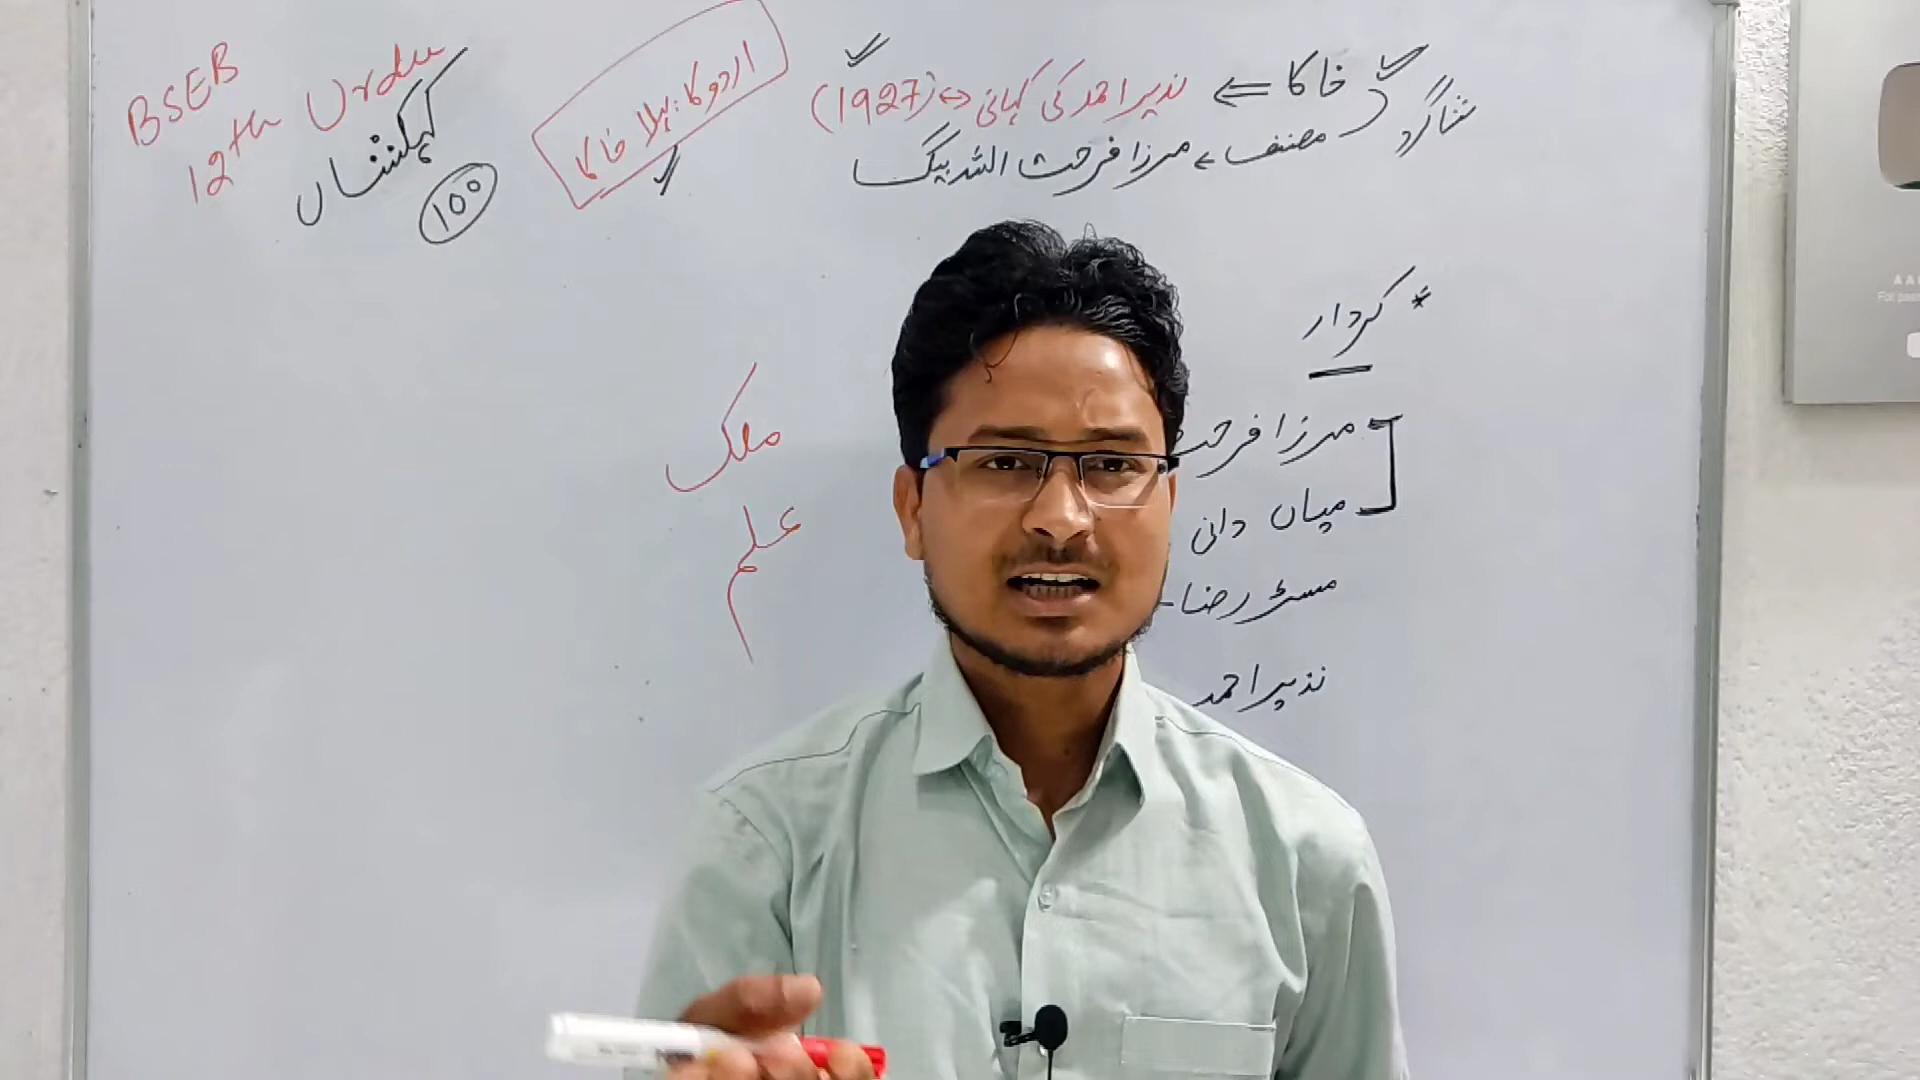 BSEB
12th Urdu
کہکشاں
100
اردو کا پہلا خاکا
خاکا ⇐ نذیر احمد کی کہانی ⇔ (1927)
مصنف ← مرزا فرحت اللہ بیگ
شاگرد
* کردار
مرزا فرحت
میاں دانی
مسٹر رضا
نذیر احمد
ملک
علم